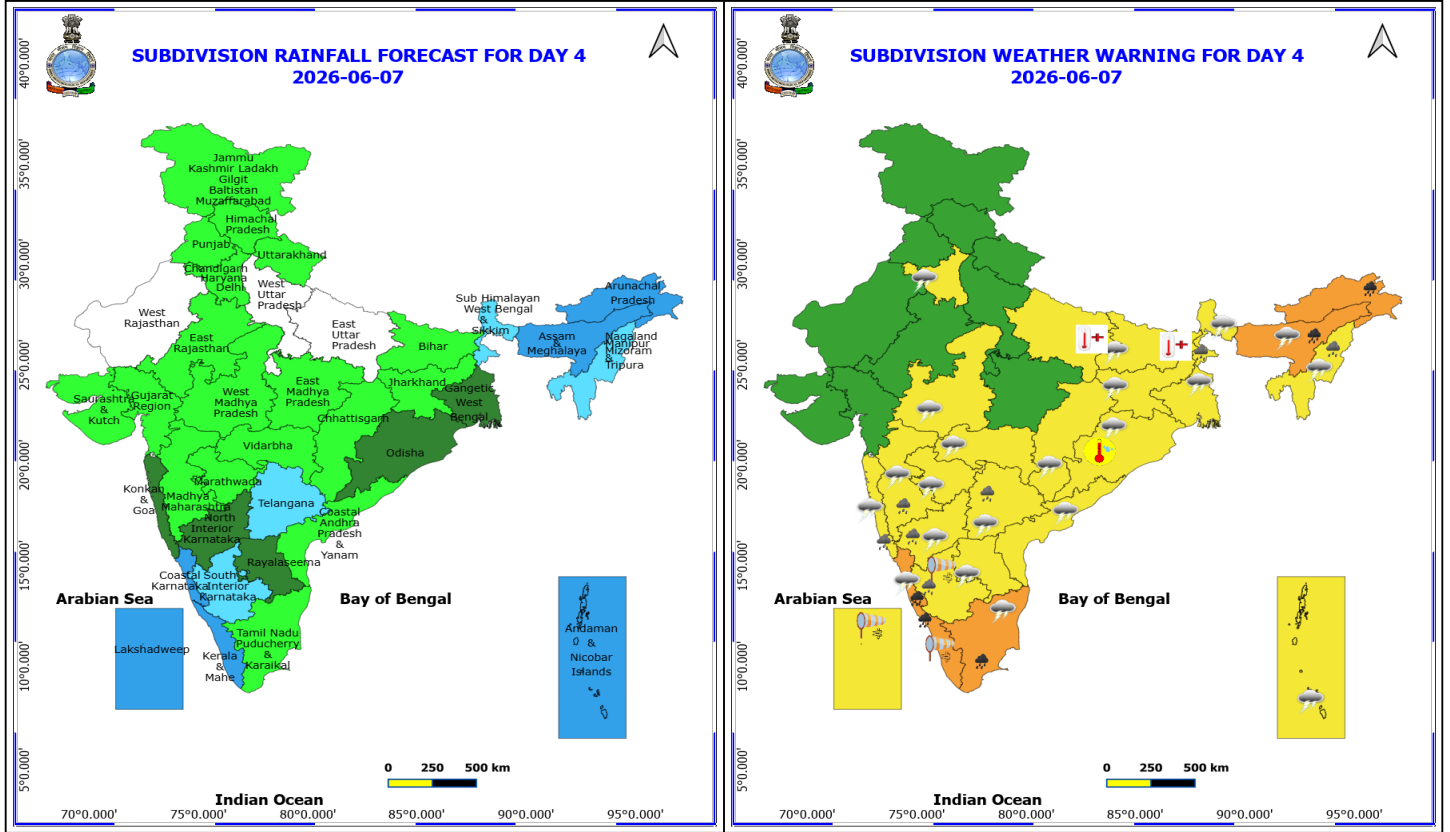 SUBDIVISION RAINFALL FORECAST FOR DAY 4
2026-06-07
40°0.000'
35°0.000'
30°0.000'
25°0.000'
20°0.000'
15°0.000'
10°0.000'
5°0.000'
Jammu
Kashmir Ladakh
Gilgit
Baltistan
Muzaffarabad
Himachal
Pradesh
Punjab
Uttarakhand
Chandigarh
Haryana
Delhi
West
Uttar
Pradesh
West
Rajasthan
East
Rajasthan
East
Uttar
Pradesh
Bihar
Sub Himalayan
West Bengal
&
Sikkim
Arunachal
Pradesh
Assam
&
Meghalaya
Nagaland
Manipur
Mizoram
&
Tripura
Saurashtra
&
Kutch
Gujarat
Region
West
Madhya
Pradesh
East
Madhya
Pradesh
Jharkhand
Gangetic
West
Bengal
Chhattisgarh
Vidarbha
Odisha
Konkan
&
Goa
Madhya
Maharashtra
Marathwada
Telangana
North
Interior
Karnataka
Coastal
Andhra
Pradesh
&
Yanam
Rayalaseema
Coastal
Karnataka
South
Interior
Karnataka
Arabian Sea
Bay of Bengal
Lakshadweep
Kerala
&
Mahe
Tamil Nadu
Puducherry
&
Karaikal
Andaman
&
Nicobar
Islands
0 250 500 km
Indian Ocean
70°0.000' 75°0.000' 80°0.000' 85°0.000' 90°0.000' 95°0.000'
SUBDIVISION WEATHER WARNING FOR DAY 4
2026-06-07
40°0.000'
35°0.000'
30°0.000'
25°0.000'
20°0.000'
15°0.000'
10°0.000'
5°0.000'
Arabian Sea
Bay of Bengal
0 250 500 km
Indian Ocean
70°0.000' 75°0.000' 80°0.000' 85°0.000' 90°0.000' 95°0.000'